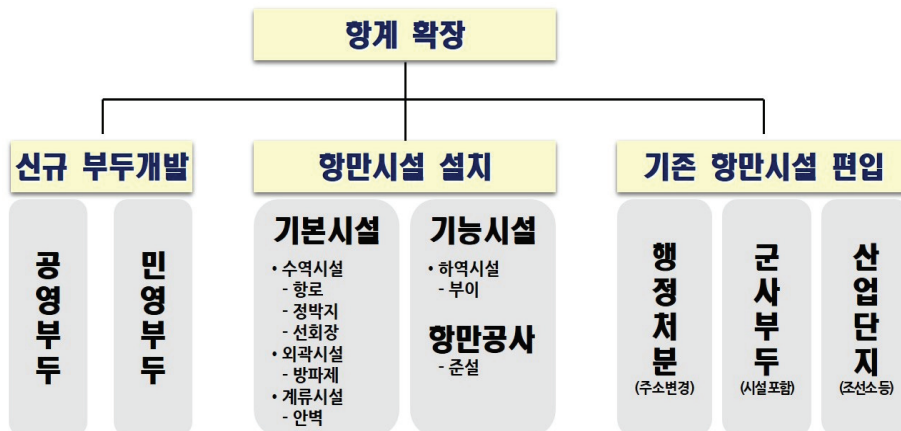 항계 확장
신규 부두개발
공영부두
민영부두
항만시설 설치
기본시설
• 수역시설
- 항로
- 정박지
- 선회장
• 외곽시설
- 방파제
• 계류시설
- 안벽
기능시설
• 하역시설
- 부이
항만공사
- 준설
기존 항만시설 편입
행정처분
(주소변경)
군사부두
(시설포함)
산업단지
(조선소등)